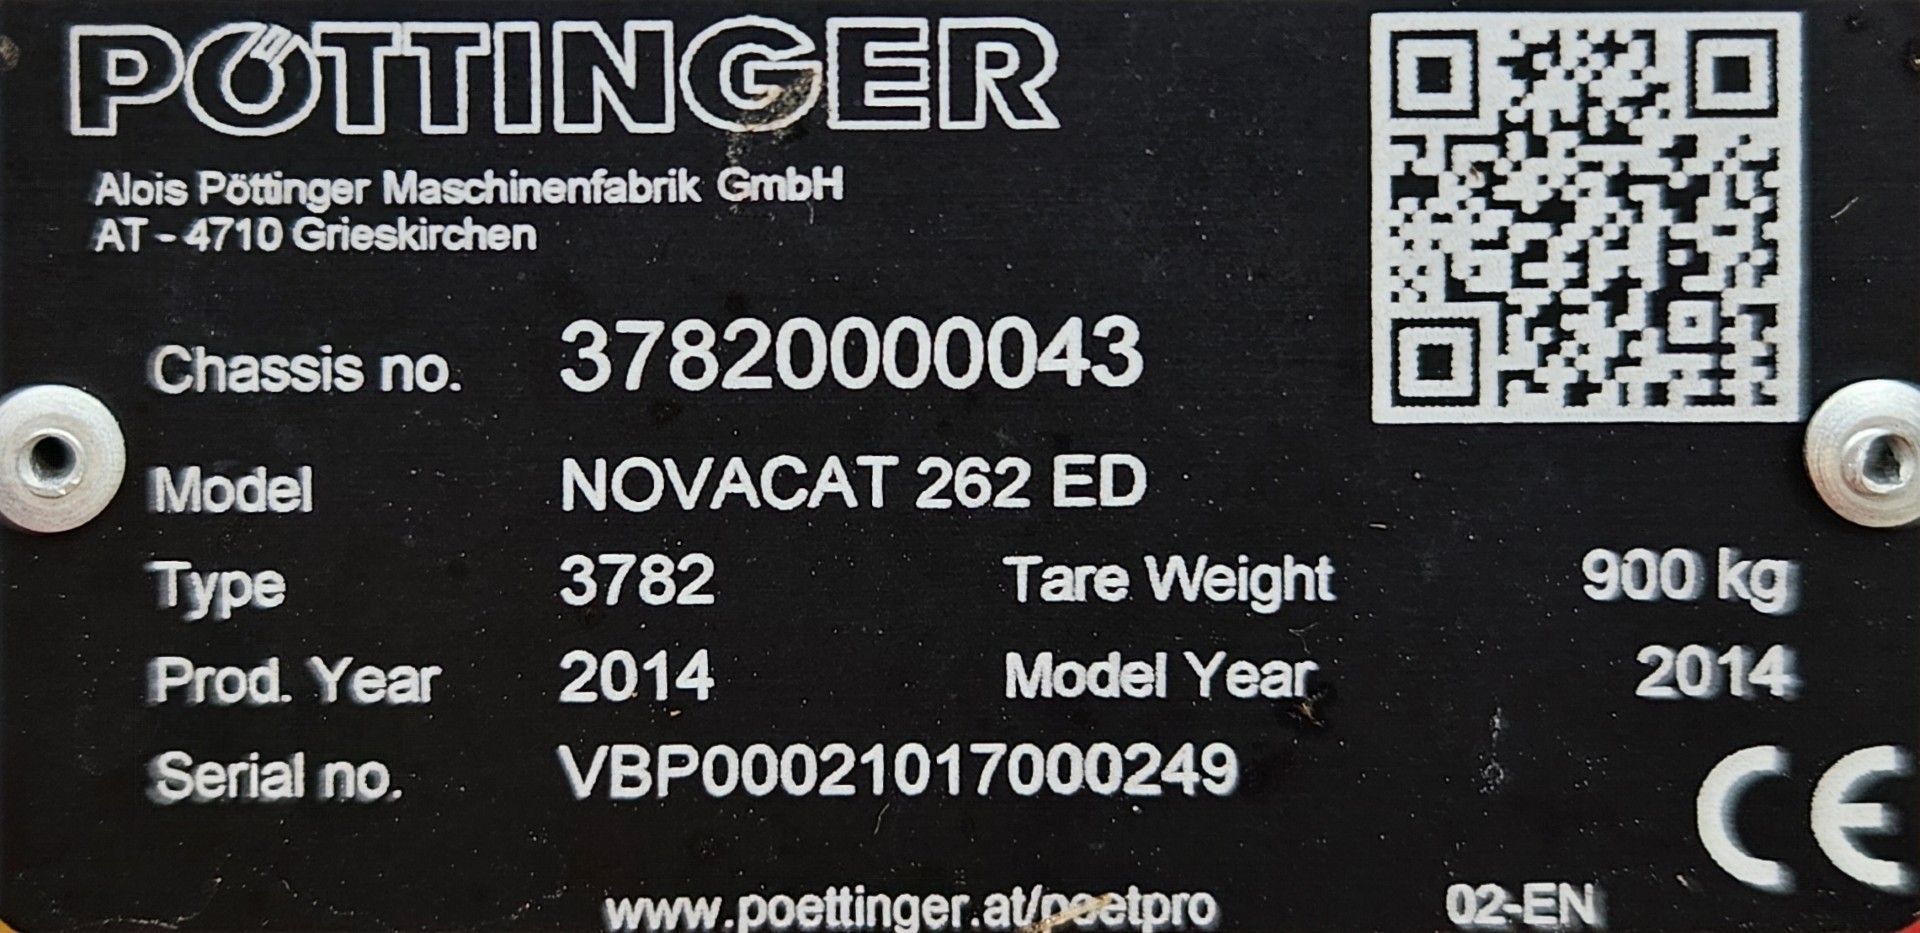 PÖTTINGER
Alois Pöttinger Maschinenfabrik GmbH
AT - 4710 Grieskirchen
Chassis no. 37820000043
Model NOVACAT 262 ED
Type 3782 Tare Weight 900 kg
Prod. Year 2014 Model Year 2014
Serial no. VBP00021017000249
CE
www.poettinger.at/poetpro 02-EN